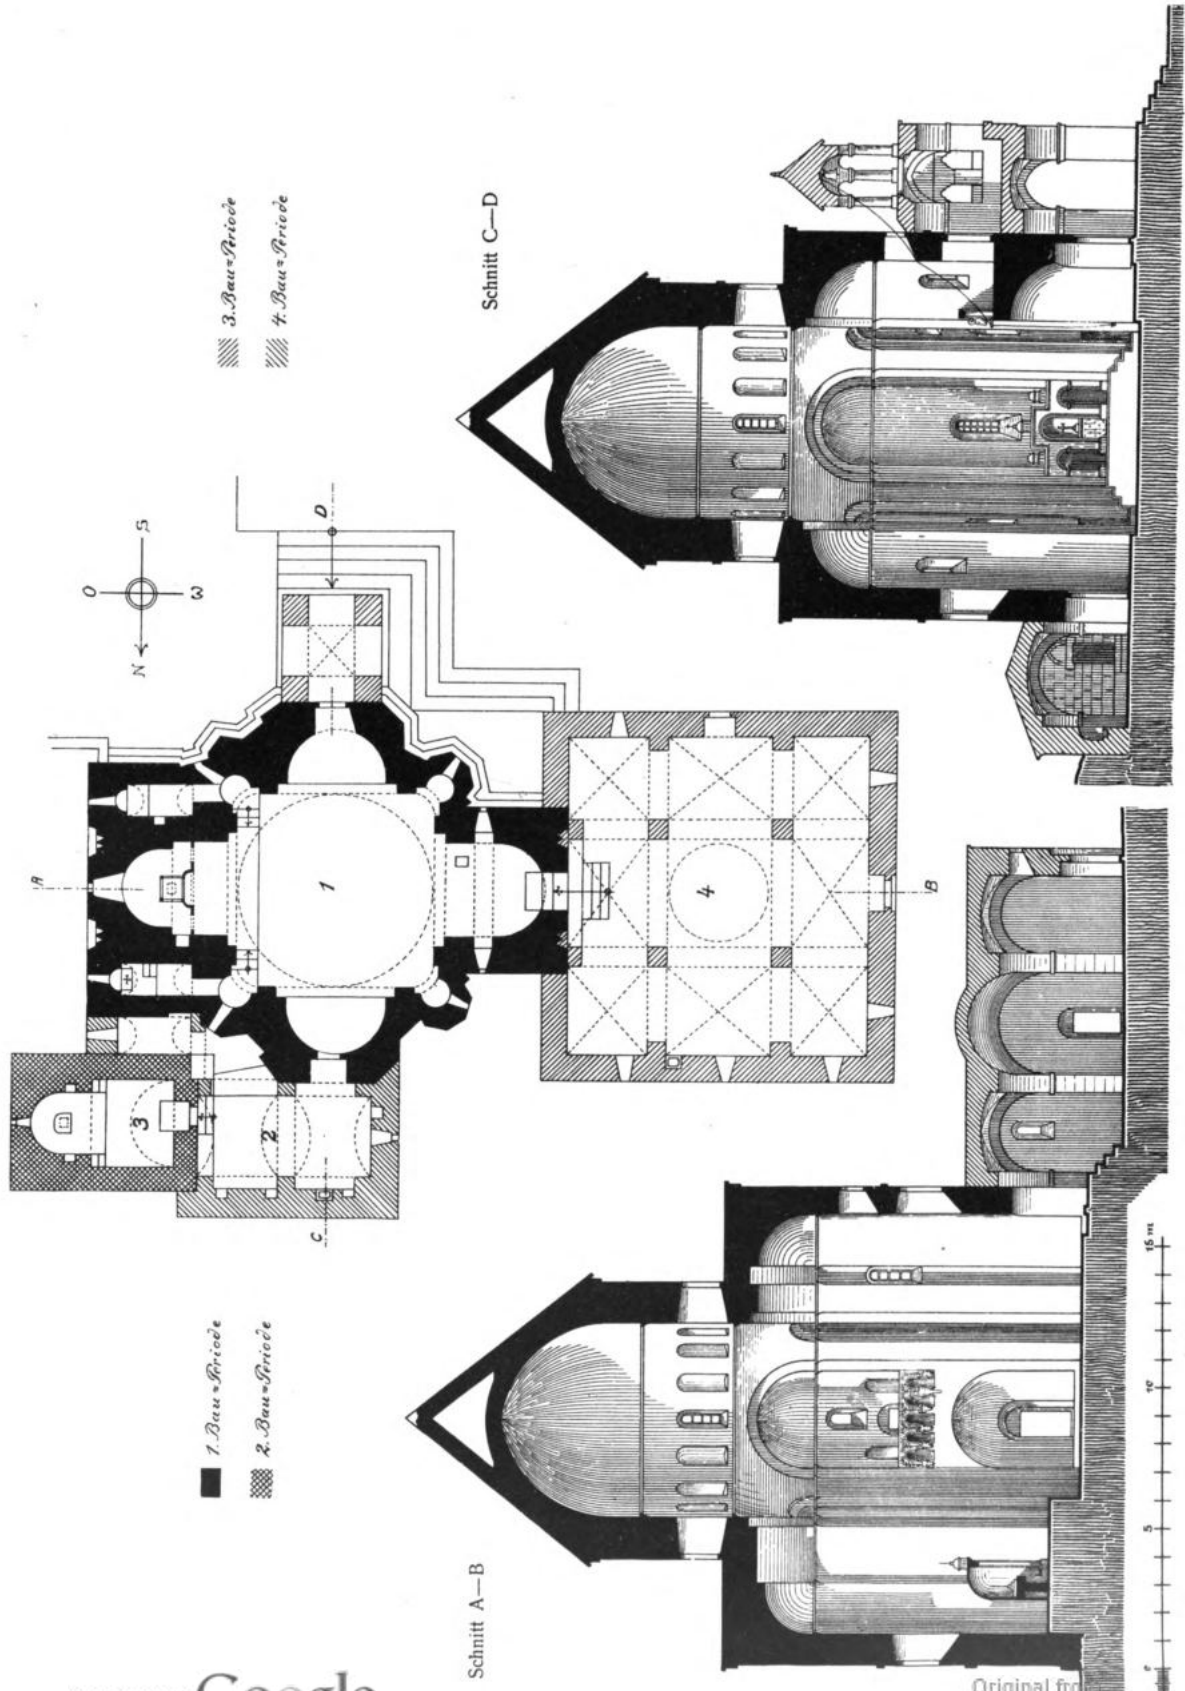 3. Bau=Periode
4. Bau=Periode
Schnitt C—D
O
S
W
N
D
A
1
4
B
3
2
C
1. Bau=Periode
2. Bau=Periode
Schnitt A—B
0
5
10
15 m
Google
Original from